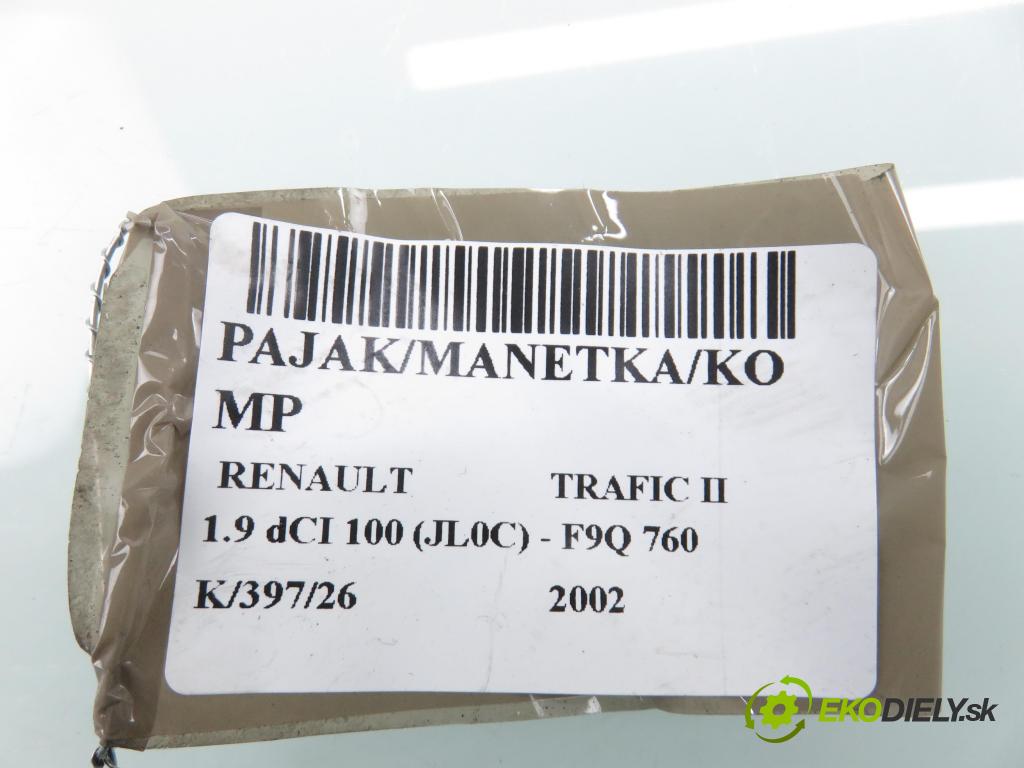 PAJAK/MANETKA/KO
MP
RENAULT TRAFIC II
1.9 dCI 100 (JL0C) - F9Q 760
K/397/26 2002
EKODIELY.sk